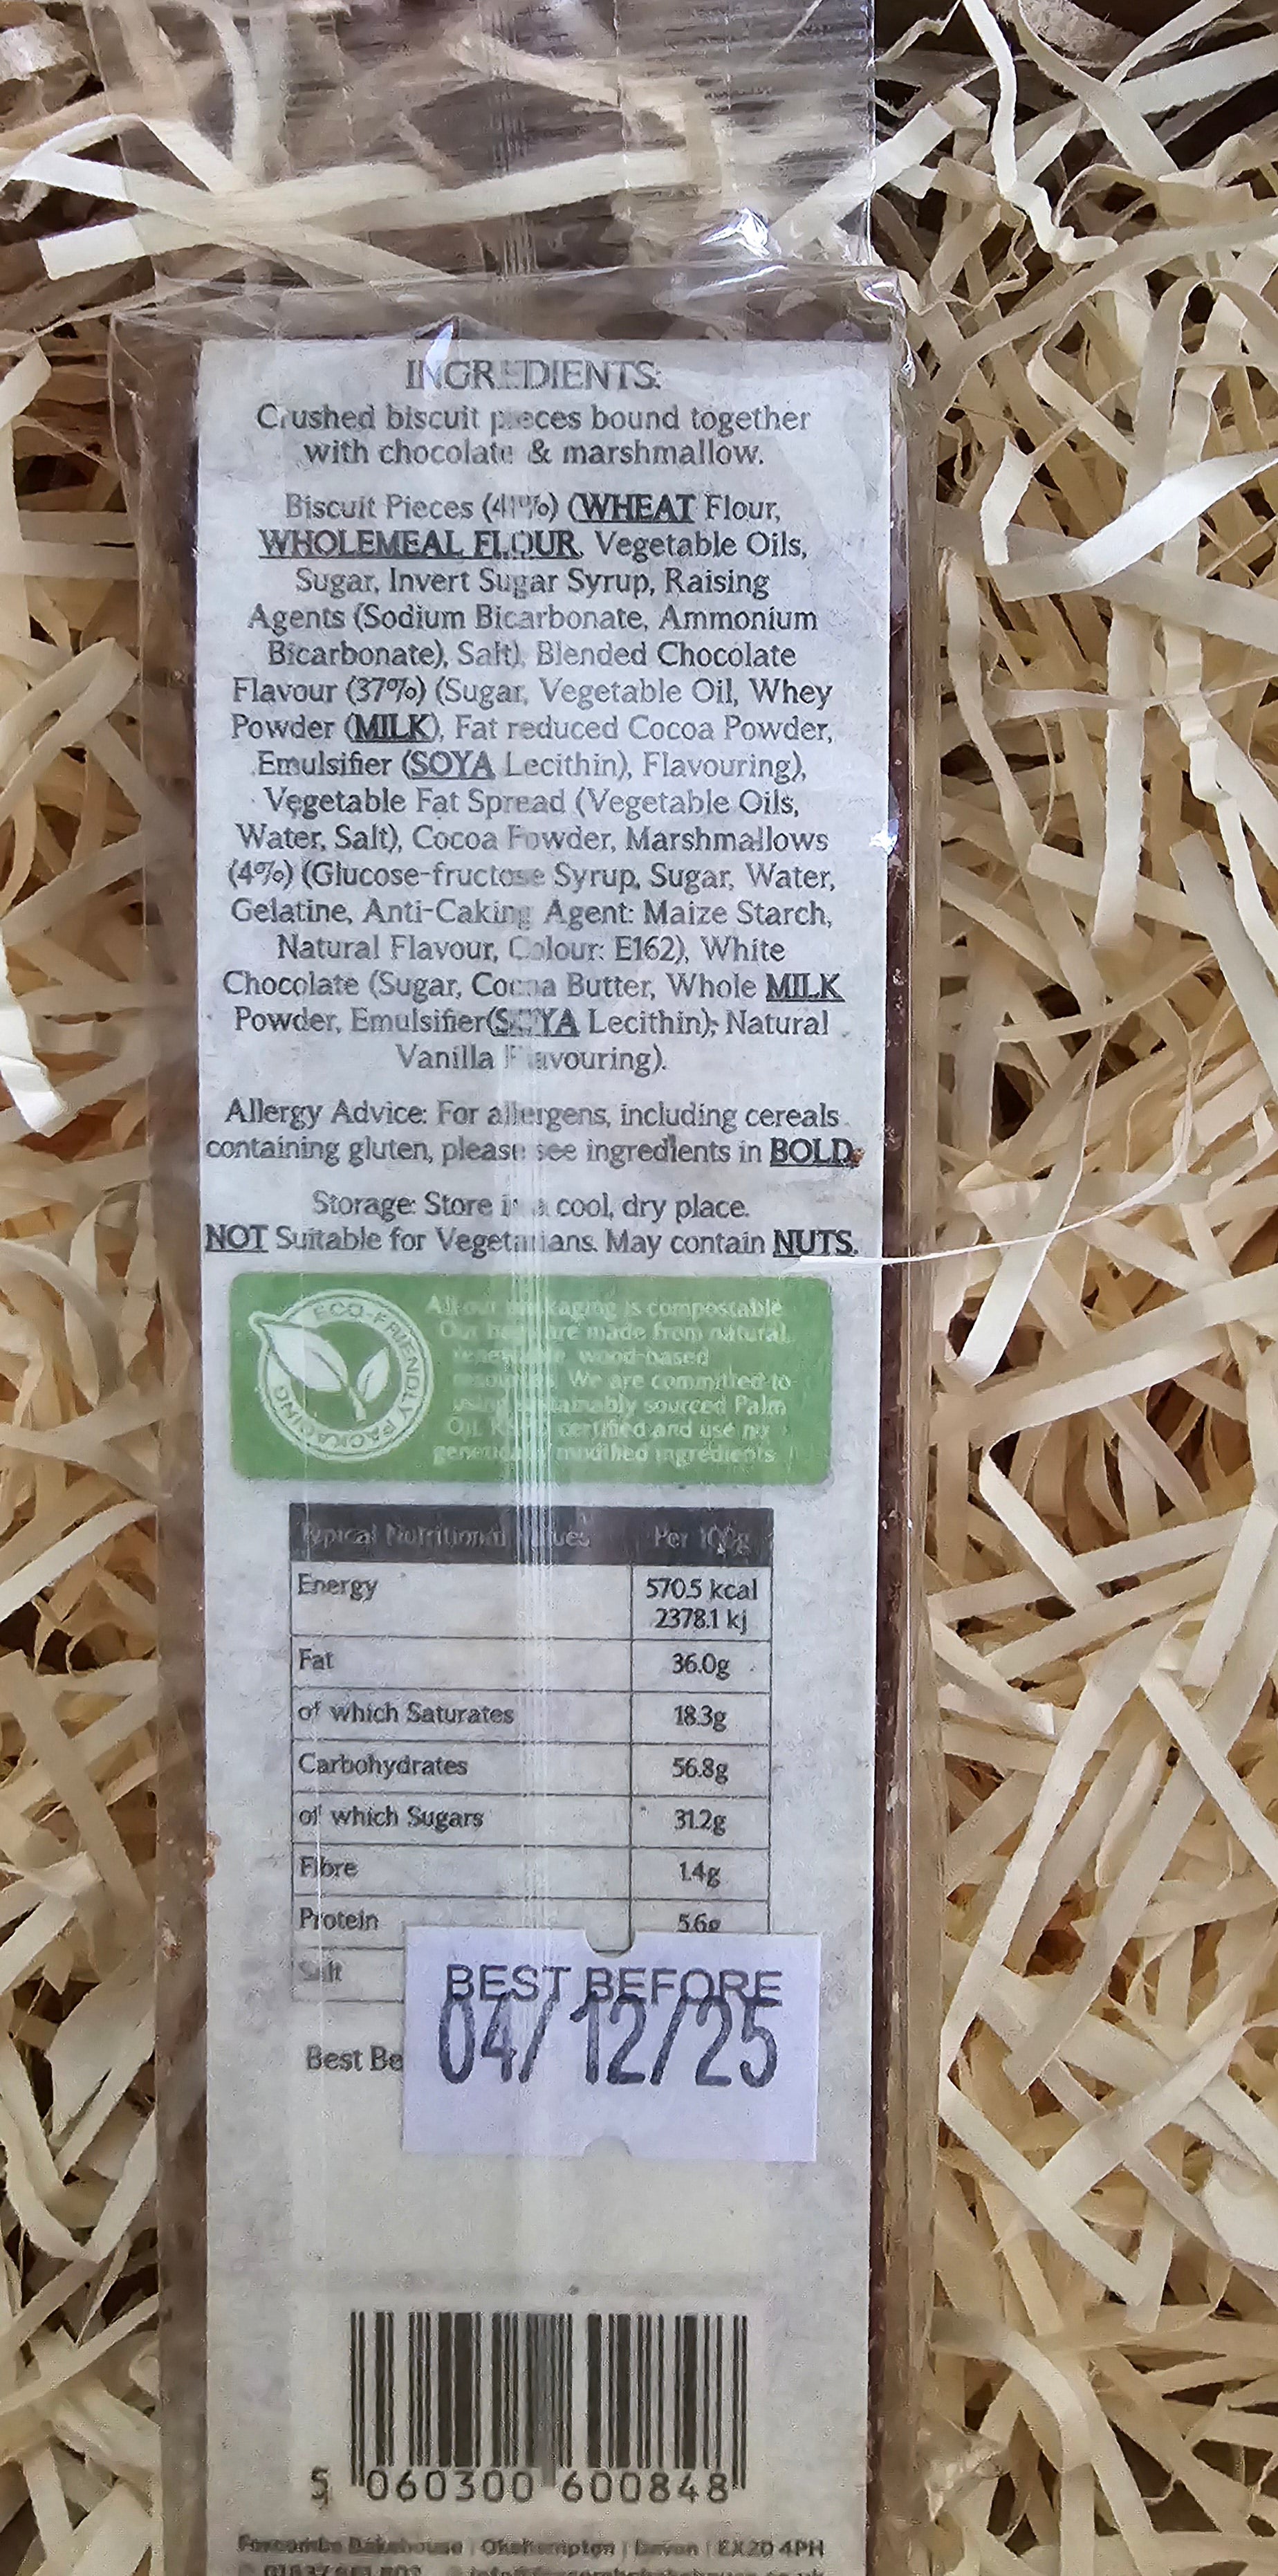 INGREDIENTS:
Crushed biscuit pieces bound together
with chocolate & marshmallow.
Biscuit Pieces (41%) (WHEAT Flour,
WHOLEMEAL FLOUR, Vegetable Oils,
Sugar, Invert Sugar Syrup, Raising
Agents (Sodium Bicarbonate, Ammonium
Bicarbonate), Salt), Blended Chocolate
Flavour (37%) (Sugar, Vegetable Oil, Whey
Powder (MILK), Fat reduced Cocoa Powder,
Emulsifier (SOYA Lecithin), Flavouring),
Vegetable Fat Spread (Vegetable Oils,
Water, Salt), Cocoa Powder, Marshmallows
(4%) (Glucose-fructose Syrup, Sugar, Water,
Gelatine, Anti-Caking Agent: Maize Starch,
Natural Flavour, Colour: E162), White
Chocolate (Sugar, Cocoa Butter, Whole MILK
Powder, Emulsifier(SOYA Lecithin); Natural
Vanilla Flavouring).
Allergy Advice: For allergens, including cereals
containing gluten, please see ingredients in BOLD.
Storage: Store in a cool, dry place.
NOT Suitable for Vegetarians. May contain NUTS.
ECO-FRIENDLY PACKAGING
All our packaging is compostable
Our bags are made from natural,
renewable wood-based
resources. We are committed to
using sustainably sourced Palm
Oil, certified and use no
genetically modified ingredients
Typical Nutritional Values Per 100g
Energy 570.5 kcal
2378.1 kj
Fat 36.0g
of which Saturates 18.3g
Carbohydrates 56.8g
of which Sugars 31.2g
Fibre 1.4g
Protein 5.6g
Salt
BEST BEFORE
04/12/25
Best Be
5 060300 600848
Foxcombe Bakehouse | Okehampton | Devon | EX20 4PH